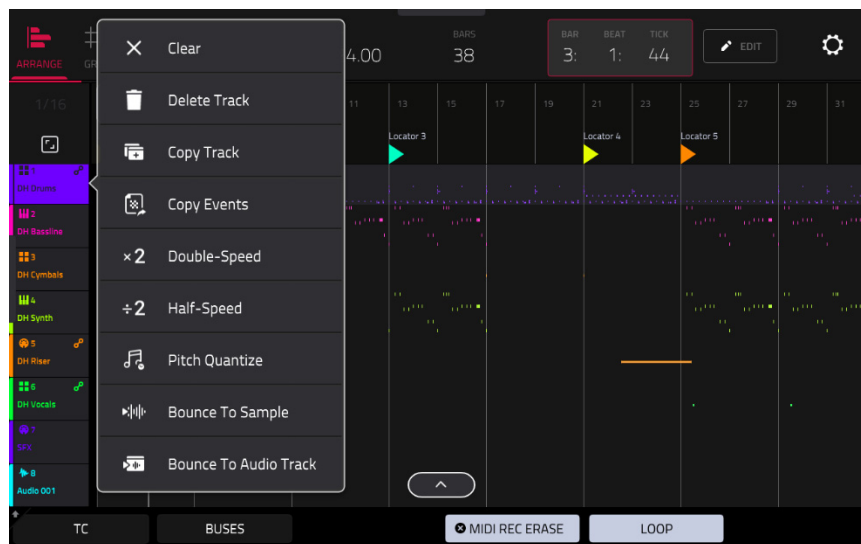 ARRANGE
GR
4.00
BARS
38
BAR BEAT TICK
3: 1: 44
EDIT
1/16
11 13 15 17 19 21 23 25 27 29 31
Locator 3
Locator 4
Locator 5
1
DH Drums
2
DH Bassline
3
DH Cymbals
4
DH Synth
5
DH Riser
6
DH Vocals
7
SFX
8
Audio 001
Clear
Delete Track
Copy Track
Copy Events
×2 Double-Speed
÷2 Half-Speed
Pitch Quantize
Bounce To Sample
Bounce To Audio Track
TC
BUSES
MIDI REC ERASE
LOOP